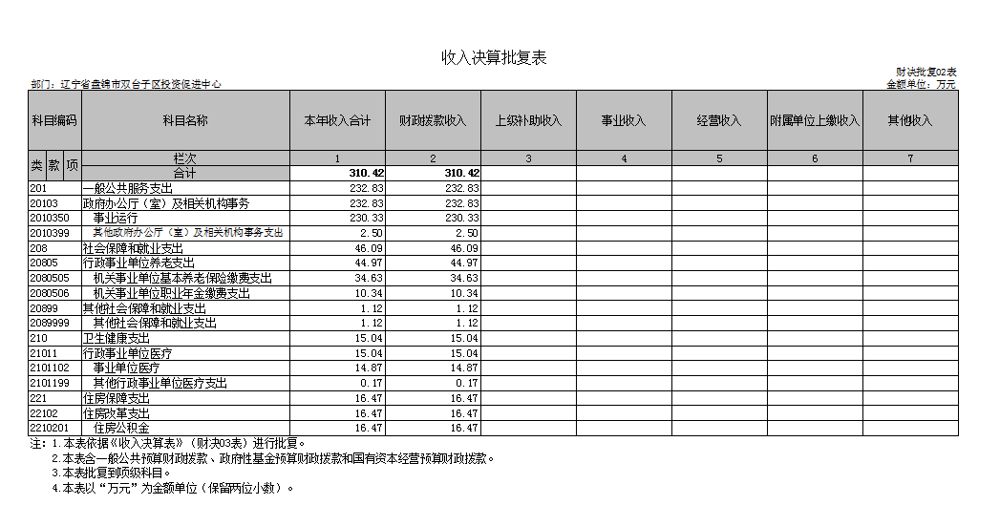 收入决算批复表
财决批复02表
部门：辽宁省盘锦市双台子区投资促进中心 金额单位：万元
科目编码 科目名称 本年收入合计 财政拨款收入 上级补助收入 事业收入 经营收入 附属单位上缴收入 其他收入
类 款 项 栏次 1 2 3 4 5 6 7
合计 310.42 310.42
201 一般公共服务支出 232.83 232.83
20103 政府办公厅（室）及相关机构事务 232.83 232.83
2010350 事业运行 230.33 230.33
2010399 其他政府办公厅（室）及相关机构事务支出 2.50 2.50
208 社会保障和就业支出 46.09 46.09
20805 行政事业单位养老支出 44.97 44.97
2080505 机关事业单位基本养老保险缴费支出 34.63 34.63
2080506 机关事业单位职业年金缴费支出 10.34 10.34
20899 其他社会保障和就业支出 1.12 1.12
2089999 其他社会保障和就业支出 1.12 1.12
210 卫生健康支出 15.04 15.04
21011 行政事业单位医疗 15.04 15.04
2101102 事业单位医疗 14.87 14.87
2101199 其他行政事业单位医疗支出 0.17 0.17
221 住房保障支出 16.47 16.47
22102 住房改革支出 16.47 16.47
2210201 住房公积金 16.47 16.47
注：1.本表依据《收入决算表》（财决03表）进行批复。
2.本表含一般公共预算财政拨款、政府性基金预算财政拨款和国有资本经营预算财政拨款。
3.本表批复到项级科目。
4.本表以“万元”为金额单位（保留两位小数）。